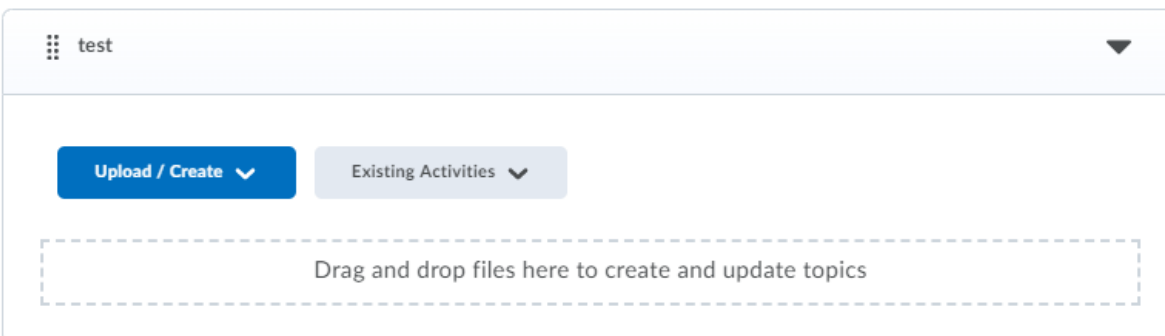 test
Upload / Create
Existing Activities
Drag and drop files here to create and update topics